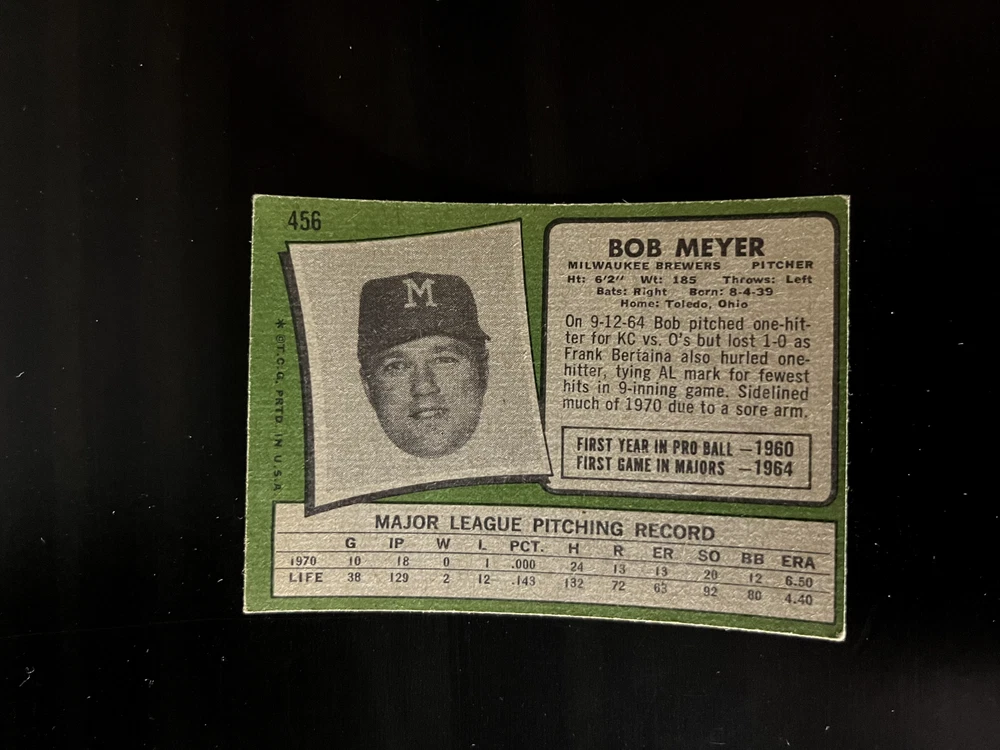 456
M
* ©T.C.G. PRTD. IN U.S.A.
BOB MEYER
MILWAUKEE BREWERS PITCHER
Ht: 6'2" Wt: 185 Throws: Left
Bats: Right Born: 8-4-39
Home: Toledo, Ohio
On 9-12-64 Bob pitched one-hit-
ter for KC vs. O's but lost 1-0 as
Frank Bertaina also hurled one-
hitter, tying AL mark for fewest
hits in 9-inning game. Sidelined
much of 1970 due to a sore arm.
FIRST YEAR IN PRO BALL —1960
FIRST GAME IN MAJORS —1964
MAJOR LEAGUE PITCHING RECORD
G IP W L PCT. H R ER SO BB ERA
1970 10 18 0 1 .000 24 13 13 20 12 6.50
LIFE 38 129 2 12 .143 132 72 63 92 80 4.40